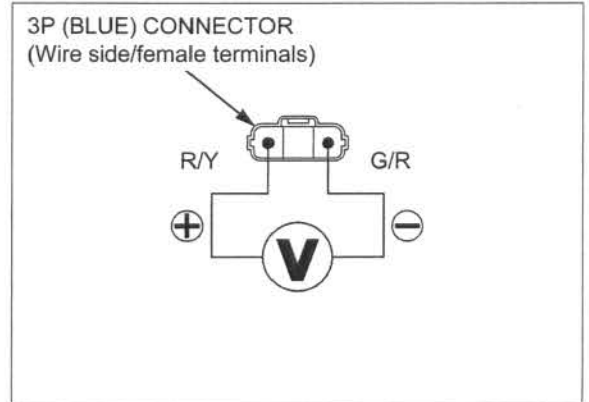 3P (BLUE) CONNECTOR
(Wire side/female terminals)
R/Y G/R
+ V −